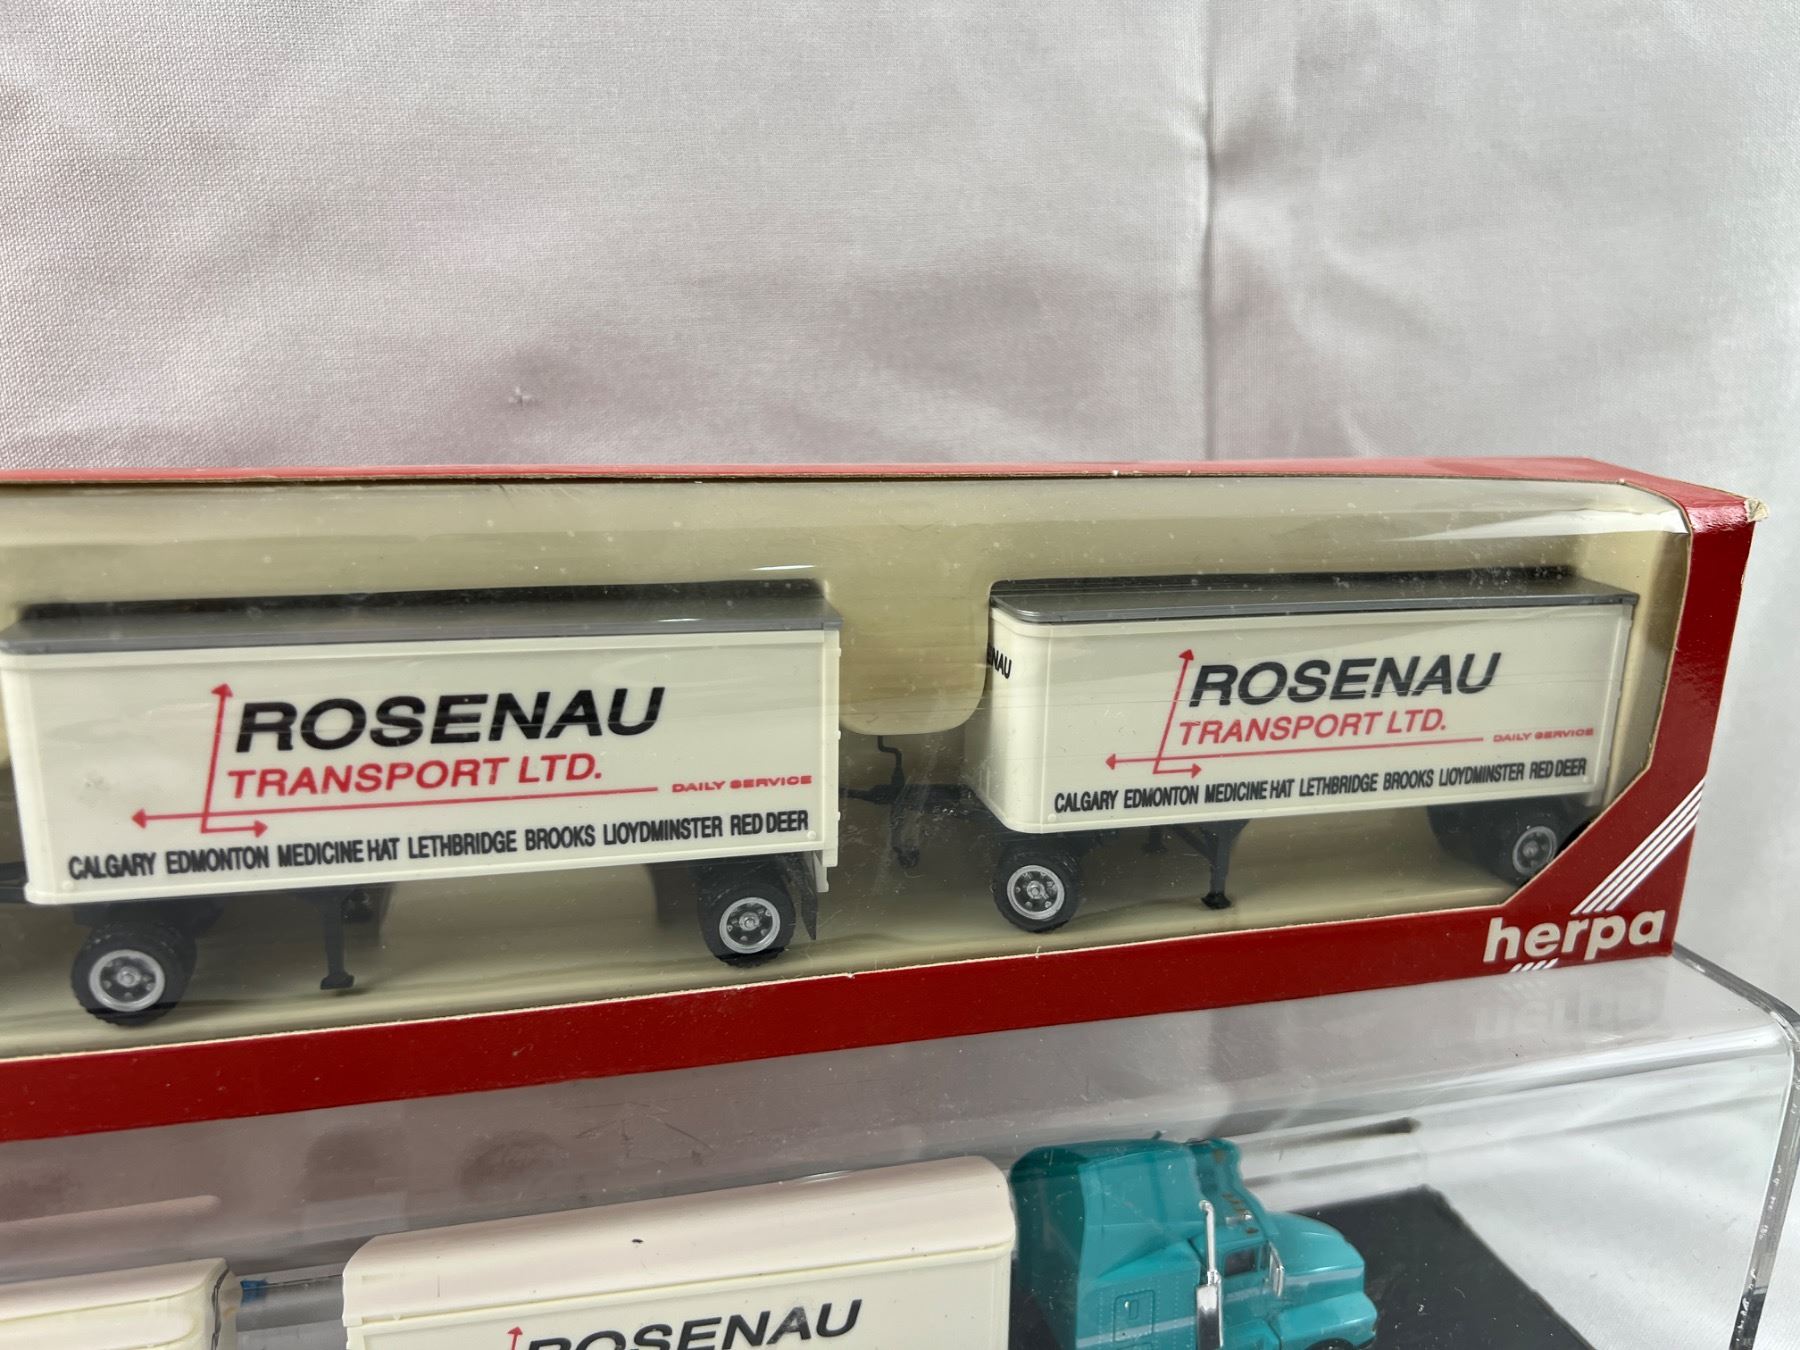 ROSENAU
TRANSPORT LTD.
DAILY SERVICE
CALGARY EDMONTON MEDICINE HAT LETHBRIDGE BROOKS LIOYDMINSTER RED DEER
ROSENAU
TRANSPORT LTD.
DAILY SERVICE
CALGARY EDMONTON MEDICINE HAT LETHBRIDGE BROOKS LIOYDMINSTER RED DEER
herpa
ROSENAU